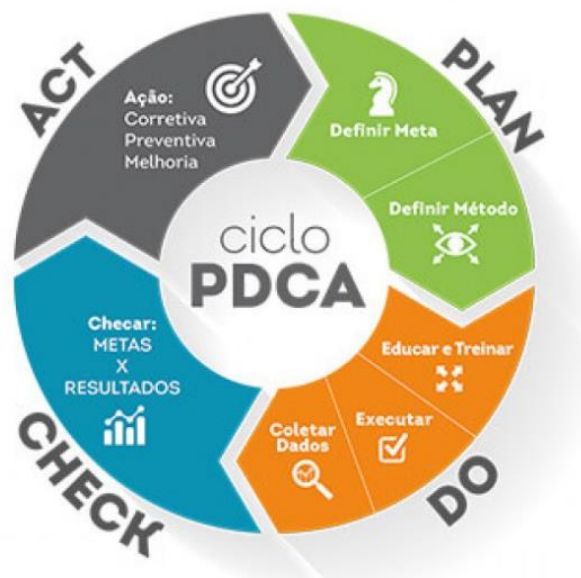 ciclo
PDCA
PLAN
Definir Meta
Definir Método
DO
Educar e Treinar
Executar
Coletar
Dados
CHECK
Checar:
METAS
X
RESULTADOS
ACT
Ação:
Corretiva
Preventiva
Melhoria